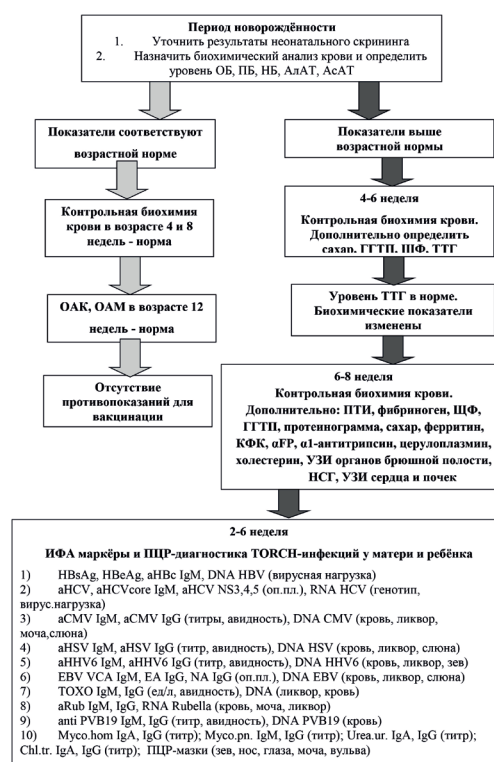 Период новорождённости
1. Уточнить результаты неонатального скрининга
2. Назначить биохимический анализ крови и определить
уровень ОБ, ПБ, НБ, АлАТ, АсАТ
Показатели соответствуют
возрастной норме
Контрольная биохимия
крови в возрасте 4 и 8
недель - норма
ОАК, ОАМ в возрасте 12
недель - норма
Отсутствие
противопоказаний для
вакцинации
Показатели выше
возрастной нормы
4-6 неделя
Контрольная биохимия крови.
Дополнительно определить
сахар, ГГТП, ЩФ, ТТГ
Уровень ТТГ в норме.
Биохимические показатели
изменены
6-8 неделя
Контрольная биохимия крови.
Дополнительно: ПТИ, фибриноген, ЩФ,
ГГТП, протеинограмма, сахар, ферритин,
КФК, αFP, α1-антитрипсин, церулоплазмин,
холестерин, УЗИ органов брюшной полости,
НСГ, УЗИ сердца и почек
2-6 неделя
ИФА маркёры и ПЦР-диагностика TORCH-инфекций у матери и ребёнка
1) HBsAg, HBeAg, aHBc IgM, DNA HBV (вирусная нагрузка)
2) aHCV, aHCVcore IgM, aHCV NS3,4,5 (оп.пл.), RNA HCV (генотип,
вирус.нагрузка)
3) aCMV IgM, aCMV IgG (титры, авидность), DNA CMV (кровь, ликвор,
моча,слюна)
4) aHSV IgM, aHSV IgG (титр, авидность), DNA HSV (кровь, ликвор, слюна)
5) aHHV6 IgM, aHHV6 IgG (титр, авидность), DNA HHV6 (кровь, ликвор, зев)
6) EBV VCA IgM, EA IgG, NA IgG (оп.пл.), DNA EBV (кровь, ликвор, слюна)
7) TOXO IgM, IgG (ед/л, авидность), DNA (ликвор, кровь)
8) aRub IgM, IgG, RNA Rubella (кровь, моча, ликвор)
9) anti PVB19 IgM, IgG (титр, авидность), DNA PVB19 (кровь)
10) Myco.hom IgA, IgG (титр); Myco.pn. IgM, IgG (титр); Urea.ur. IgA, IgG (титр);
Chl.tr. IgA, IgG (титр); ПЦР-мазки (зев, нос, глаза, моча, вульва)